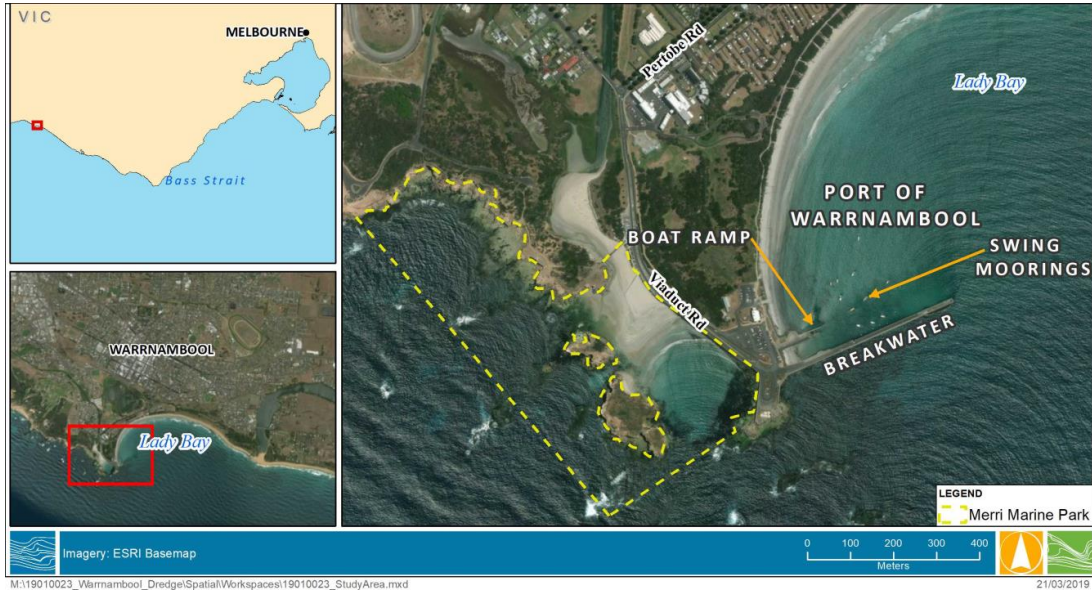 VIC
MELBOURNE
Bass Strait
WARRNAMBOOL
Lady Bay
Pertobe Rd
Lady Bay
PORT OF
WARRNAMBOOL
BOAT RAMP
SWING
MOORINGS
Viaduct Rd
BREAKWATER
LEGEND
Merri Marine Park
Imagery: ESRI Basemap
0 100 200 300 400
Meters
M:\19010023_Warrnambool_Dredge\Spatial\Workspaces\19010023_StudyArea.mxd
21/03/2019